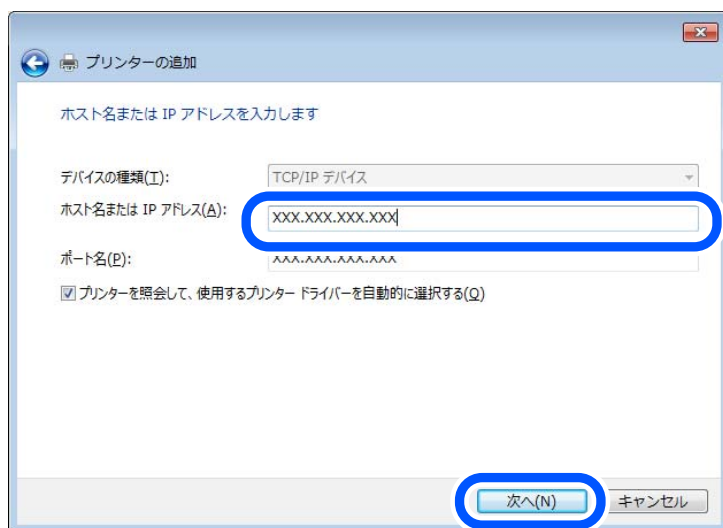 プリンターの追加
ホスト名または IP アドレスを入力します
デバイスの種類(T): TCP/IP デバイス
ホスト名または IP アドレス(A): XXX.XXX.XXX.XXX
ポート名(P): XXX.XXX.XXX.XXX
プリンターを照会して、使用するプリンター ドライバーを自動的に選択する(Q)
次へ(N) キャンセル